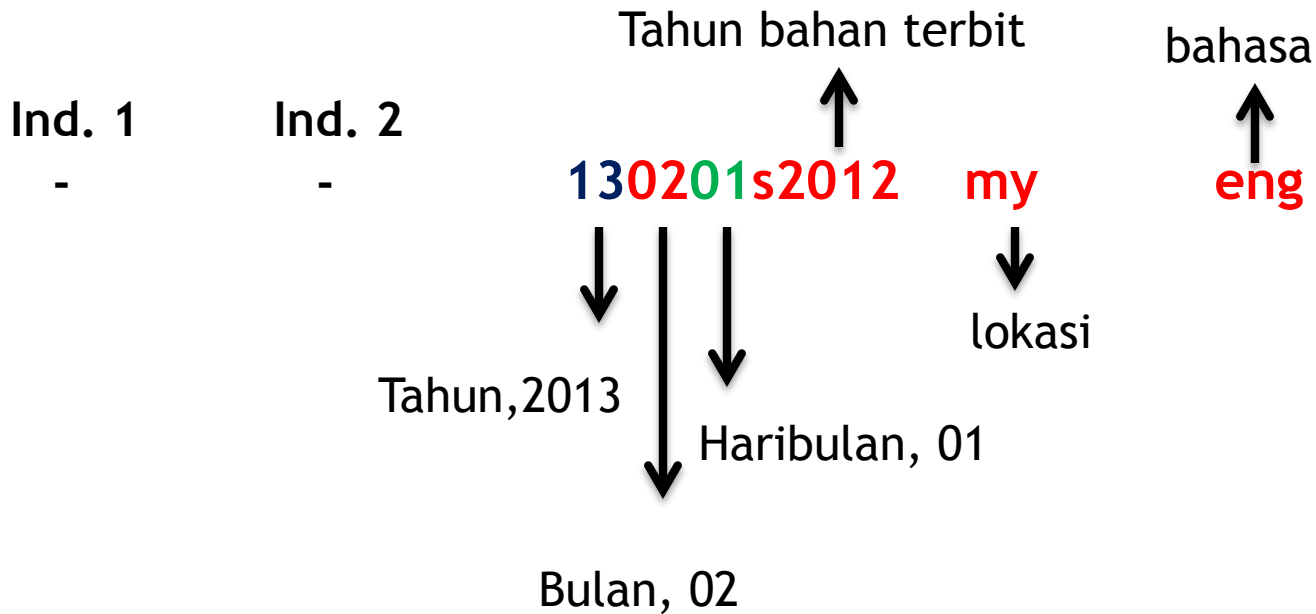 Tahun bahan terbit
bahasa
Ind. 1 Ind. 2
- - 130201s2012 my eng
lokasi
Tahun,2013
Haribulan, 01
Bulan, 02